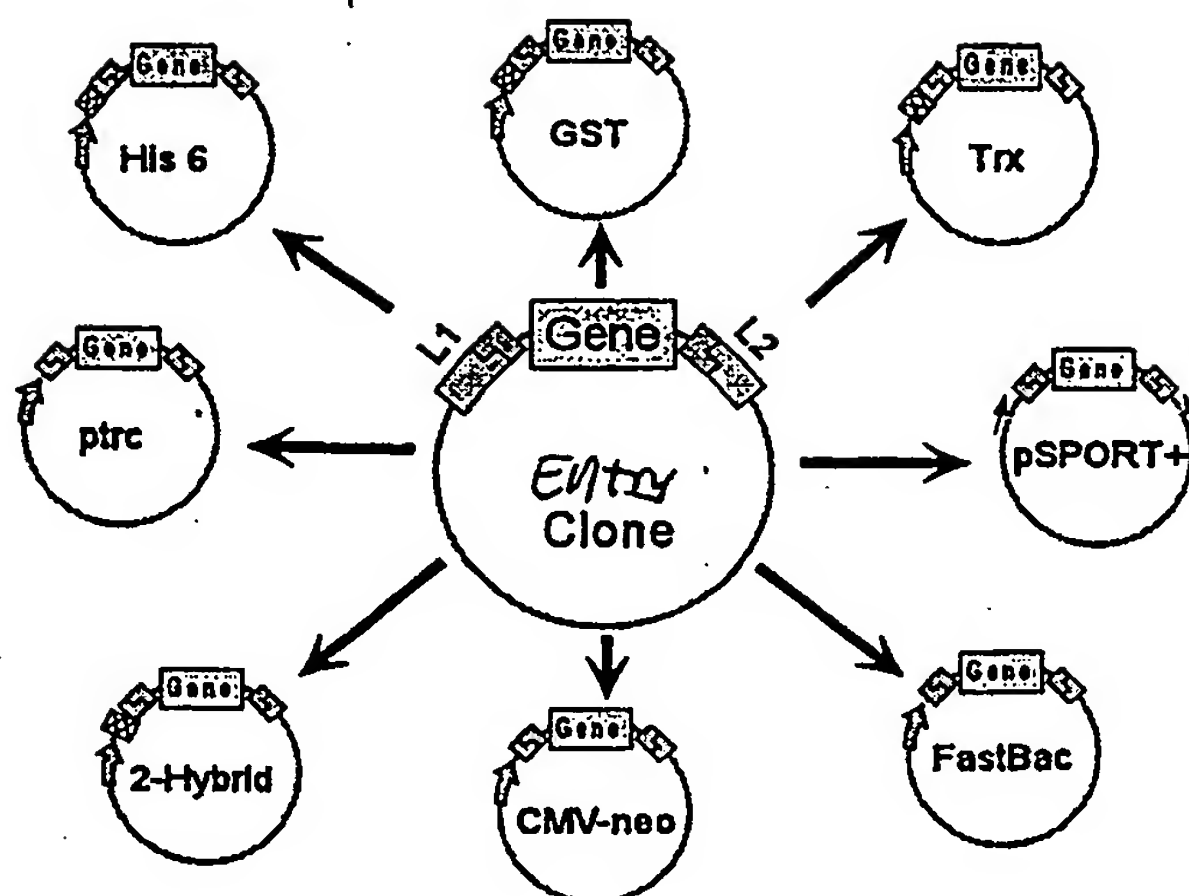 Gene
Gene
Gene
His 6
GST
Trx
L1
Gene
L2
Gene
Gene
ptrc
pSPORT+
Entry
Clone
Gene
Gene
Gene
2-Hybrid
CMV-neo
FastBac